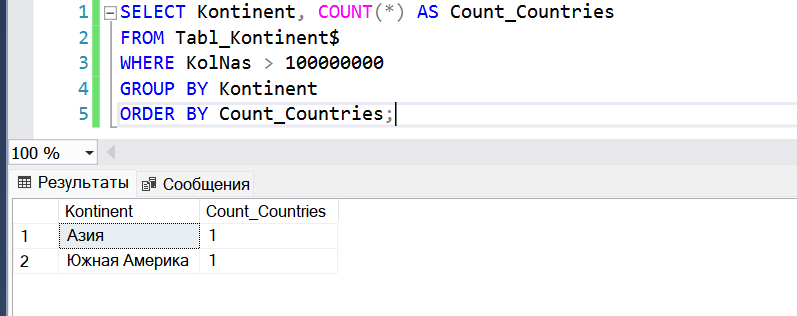 1 SELECT Kontinent, COUNT(*) AS Count_Countries
2 FROM Tabl_Kontinent$
3 WHERE KolNas > 100000000
4 GROUP BY Kontinent
5 ORDER BY Count_Countries;
100 %
Результаты Сообщения
Kontinent Count_Countries
1 Азия 1
2 Южная Америка 1